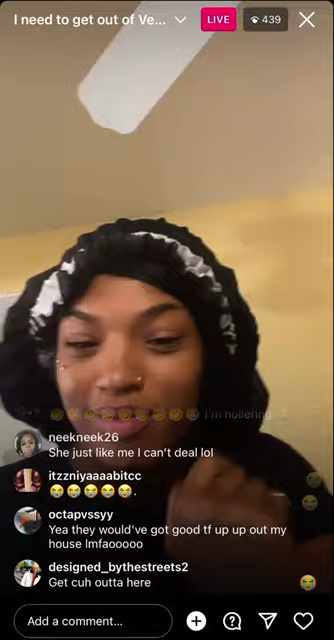 I need to get out of Ve...
LIVE
439
I'm hollering
neekneek26
She just like me I can't deal lol
itzzniyaaaabitcc
😭😭😭😭😭.
octapvssyy
Yea they would've got good tf up up out my
house lmfaooooo
designed_bythestreets2
Get cuh outta here
Add a comment...